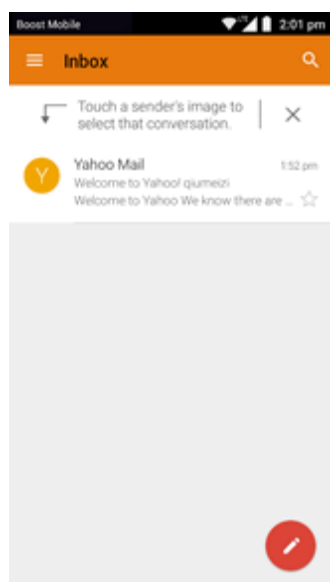 Boost Mobile LTE 2:01 pm
Inbox
Touch a sender's image to
select that conversation.
Y Yahoo Mail 1:52 pm
Welcome to Yahoo! qiumeizi
Welcome to Yahoo We know there are ...